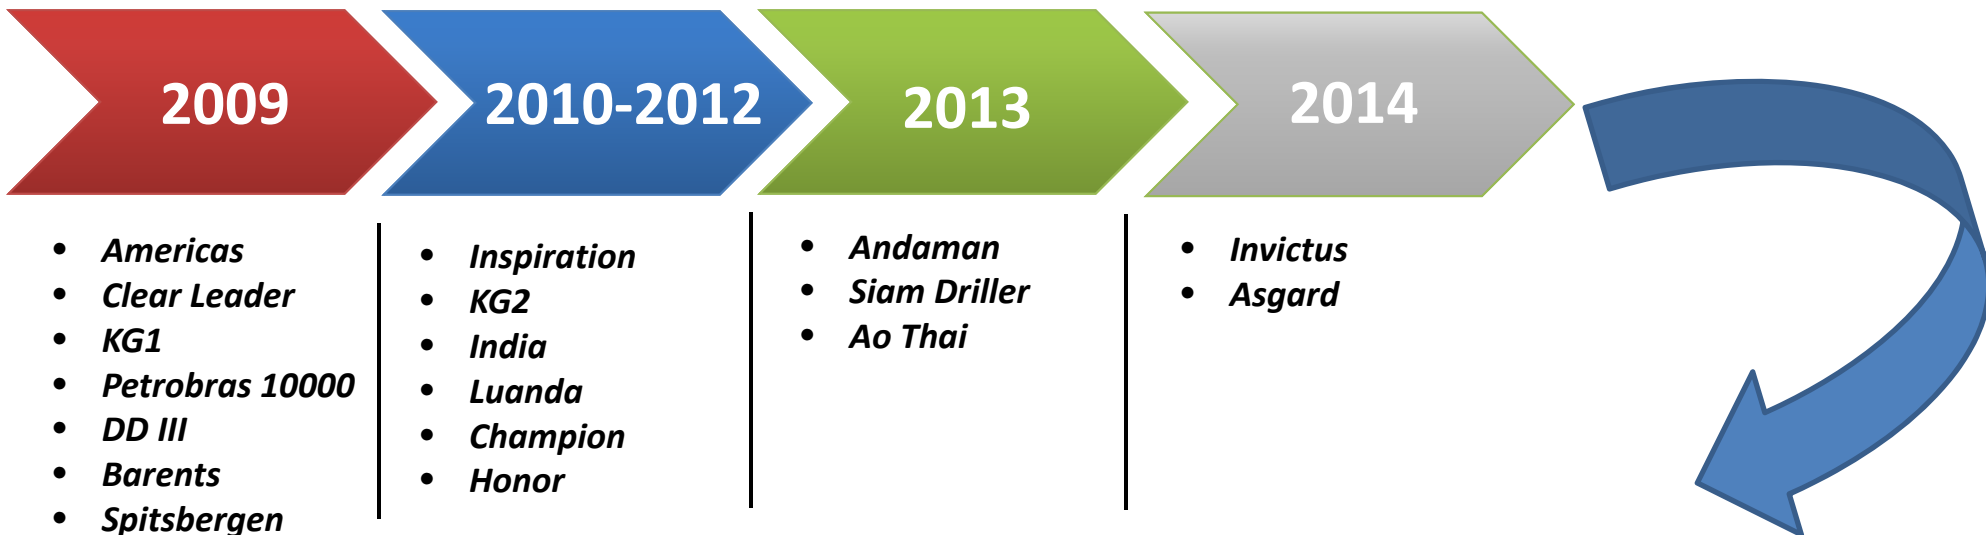 2009
2010-2012
2013
2014
• Americas
• Clear Leader
• KG1
• Petrobras 10000
• DD III
• Barents
• Spitsbergen
• Inspiration
• KG2
• India
• Luanda
• Champion
• Honor
• Andaman
• Siam Driller
• Ao Thai
• Invictus
• Asgard